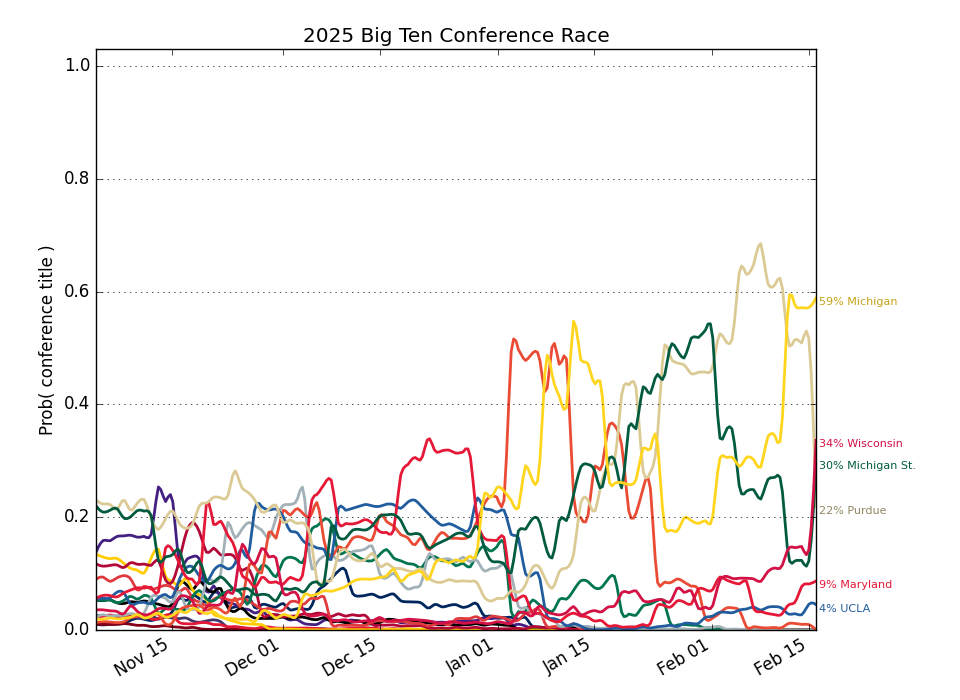 2025 Big Ten Conference Race
Prob( conference title )
1.0
0.8
0.6
0.4
0.2
0.0
Nov 15
Dec 01
Dec 15
Jan 01
Jan 15
Feb 01
Feb 15
59% Michigan
34% Wisconsin
30% Michigan St.
22% Purdue
9% Maryland
4% UCLA